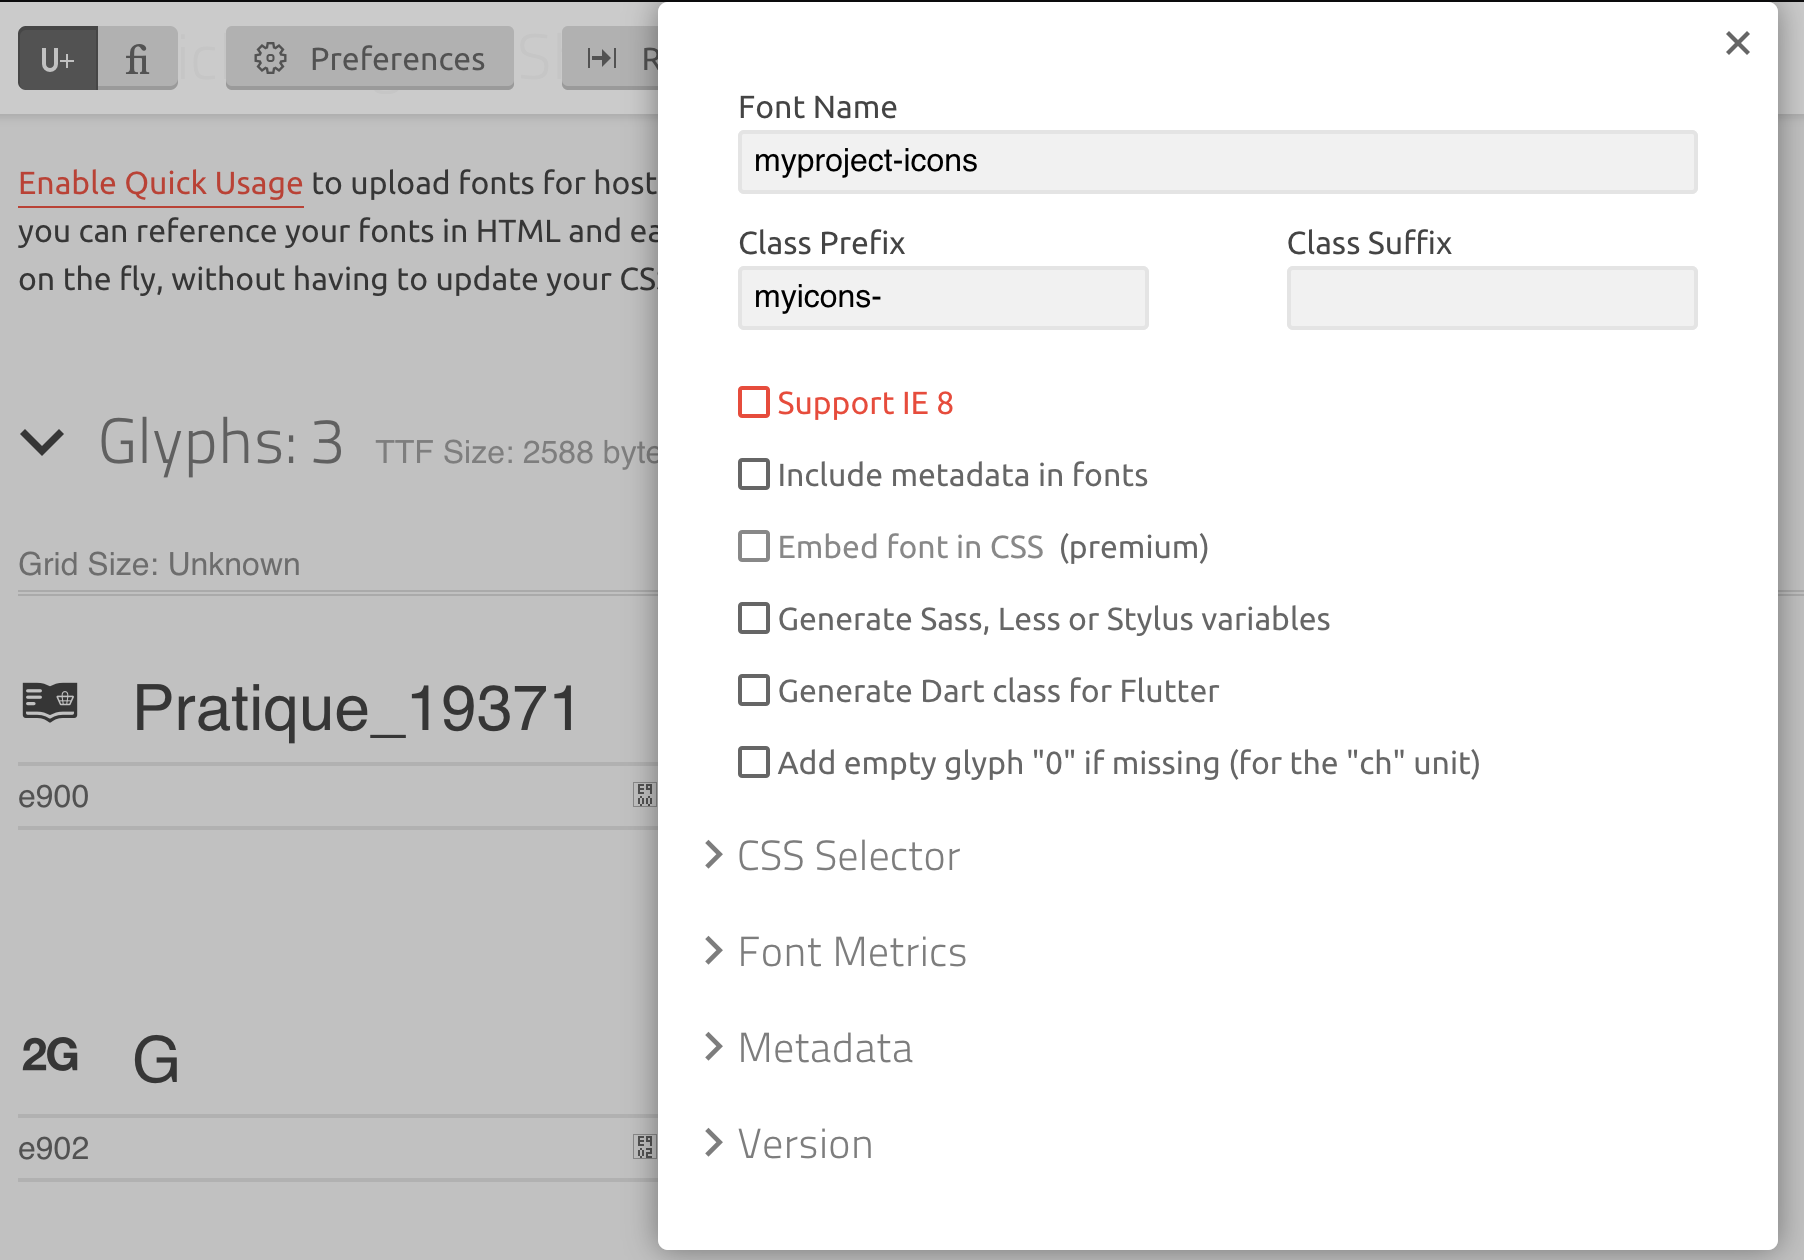 U+ fi Preferences R
Enable Quick Usage to upload fonts for host
you can reference your fonts in HTML and ea
on the fly, without having to update your CS
Glyphs: 3 TTF Size: 2588 byte
Grid Size: Unknown
Pratique_19371
e900
E9
00
2G G
e902
E9
02
Font Name
myproject-icons
Class Prefix
Class Suffix
myicons-
Support IE 8
Include metadata in fonts
Embed font in CSS (premium)
Generate Sass, Less or Stylus variables
Generate Dart class for Flutter
Add empty glyph "0" if missing (for the "ch" unit)
CSS Selector
Font Metrics
Metadata
Version